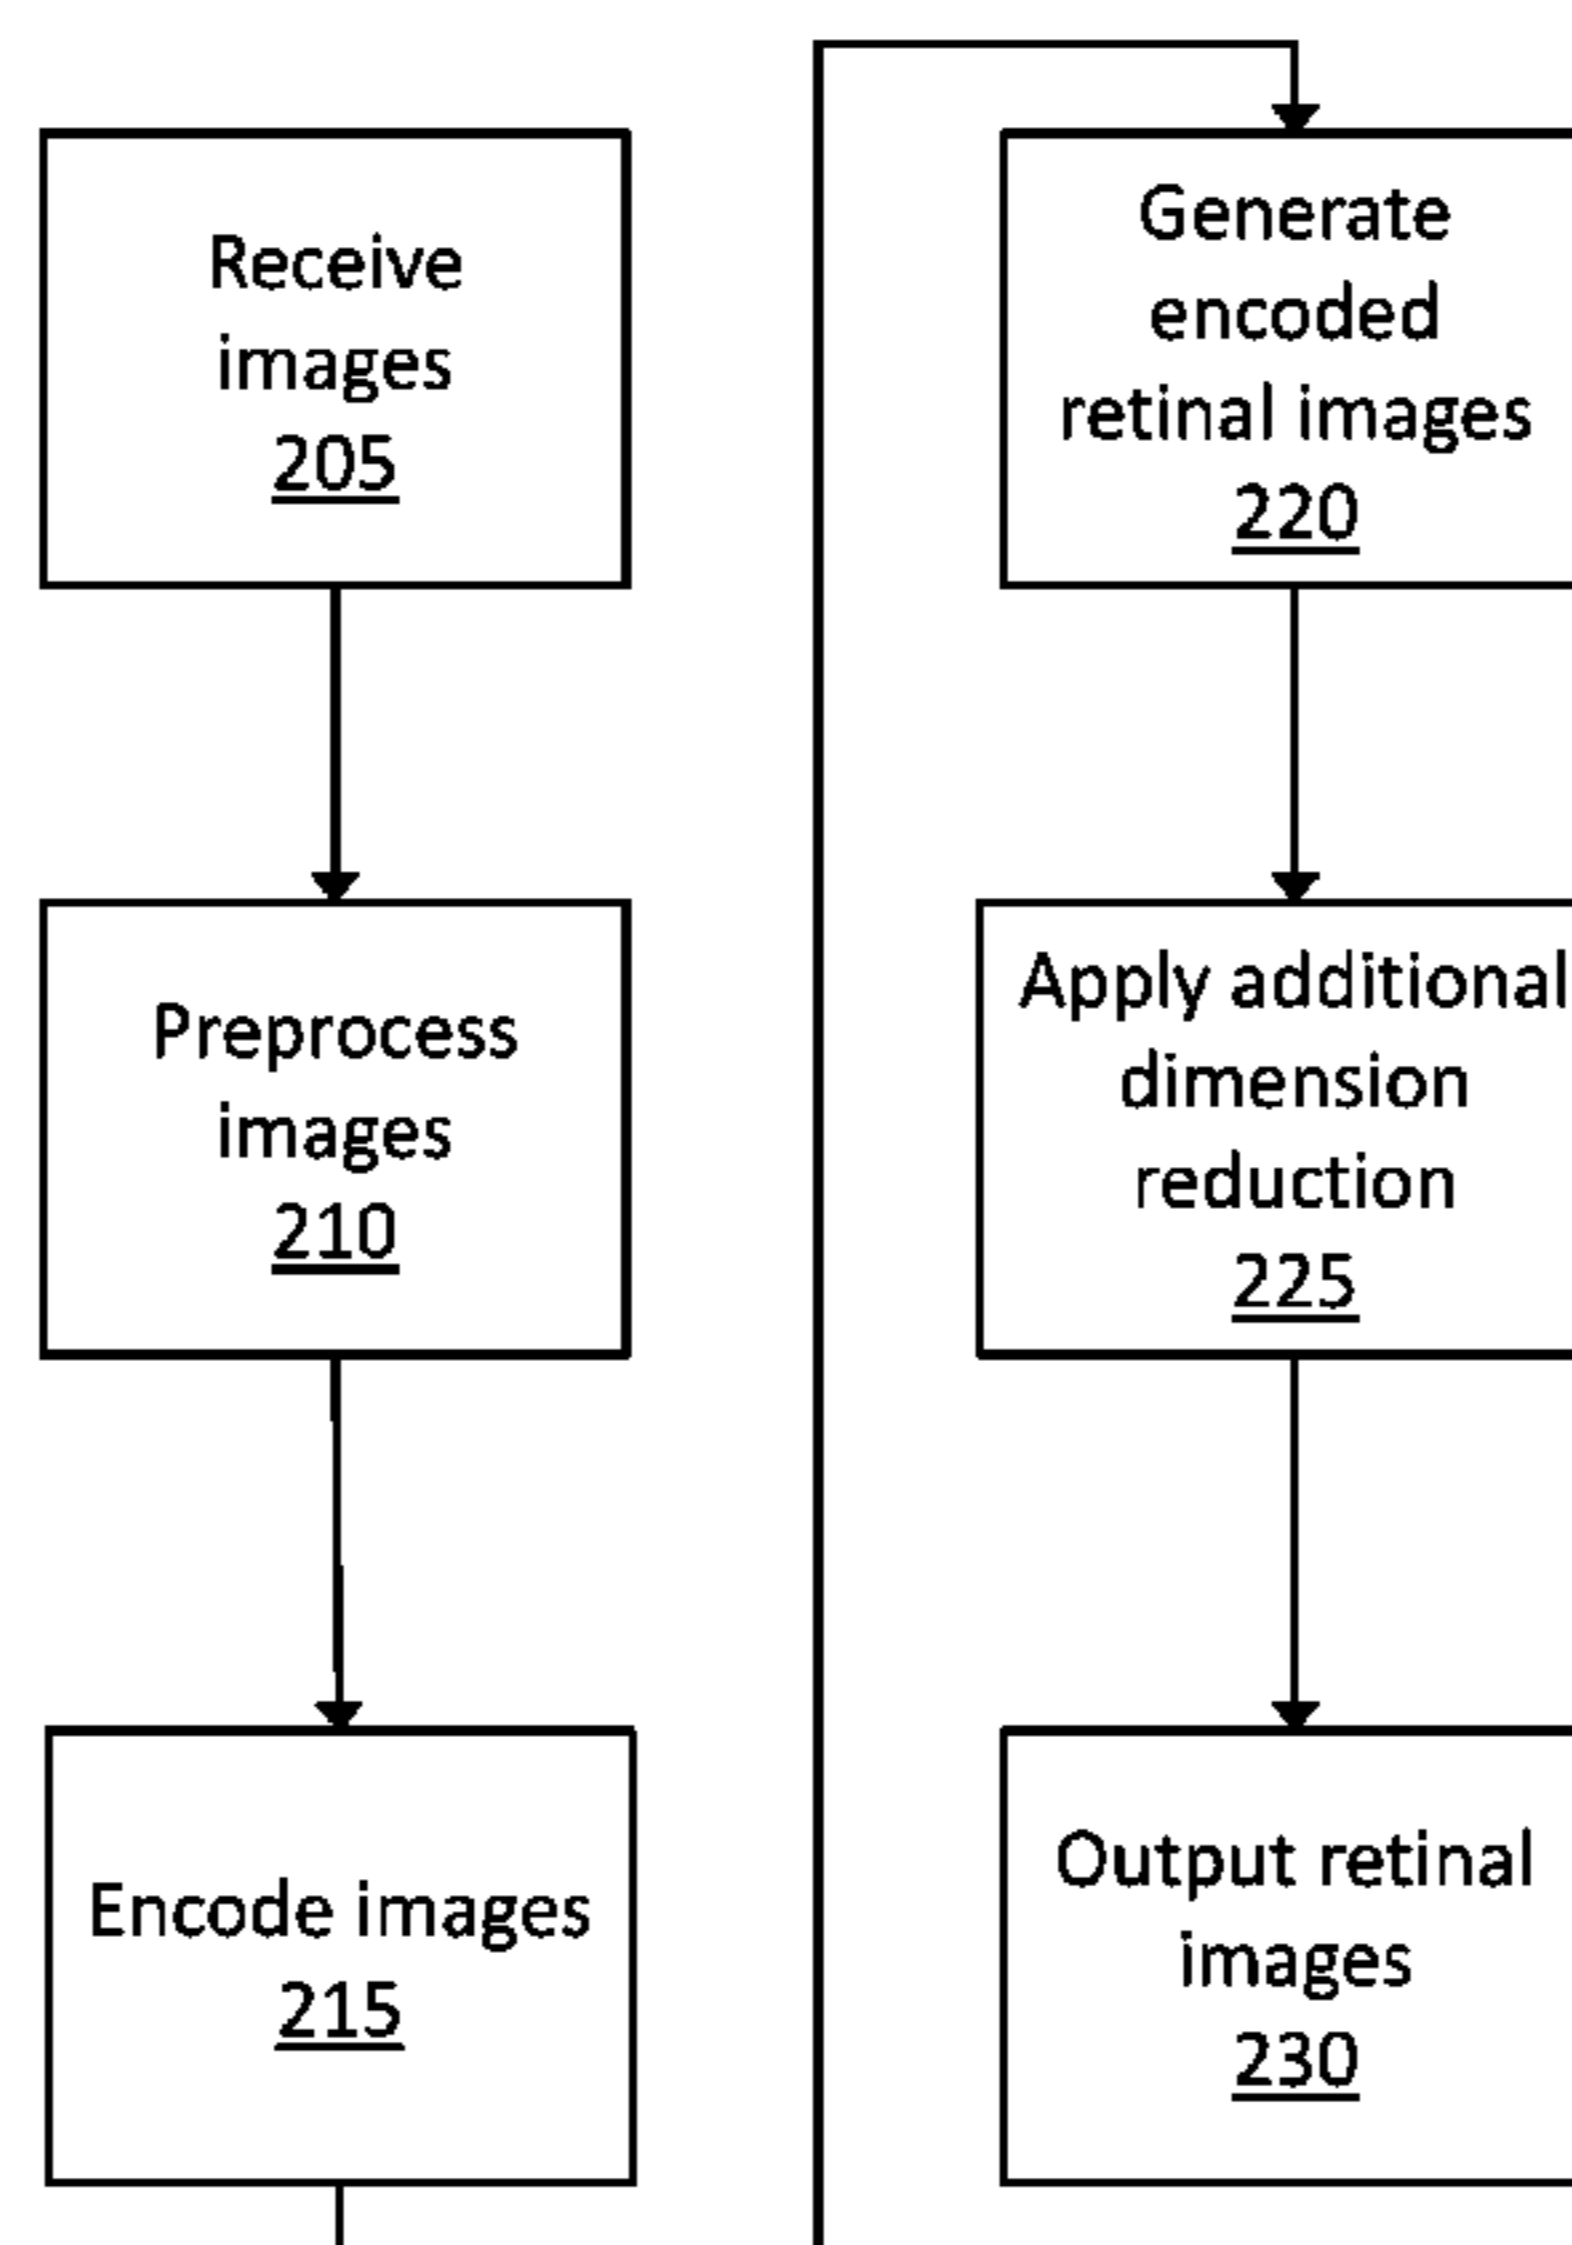 Receive
images
205
Preprocess
images
210
Encode images
215
Generate
encoded
retinal images
220
Apply additional
dimension
reduction
225
Output retinal
images
230